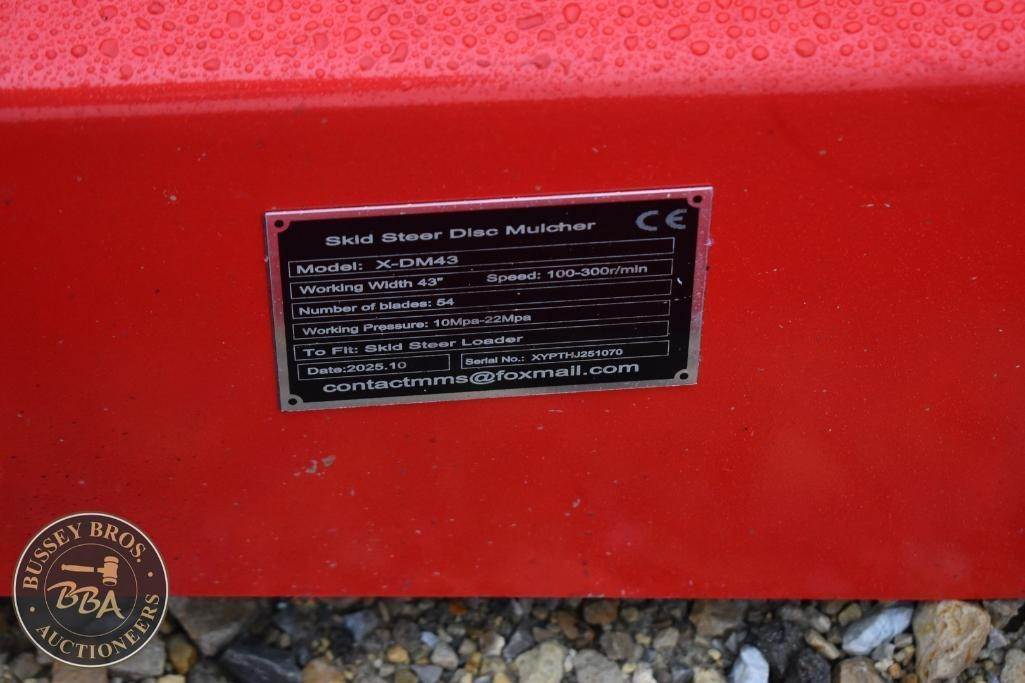 Skid Steer Disc Mulcher CE
Model: X-DM43
Working Width 43" Speed: 100-300r/min
Number of blades: 54
Working Pressure: 10Mpa-22Mpa
To Fit: Skid Steer Loader
Date:2025.10 Serial No.: XYPTHJ251070
contactmms@foxmail.com
BUSSEY BROS.
BBA
AUCTIONEERS